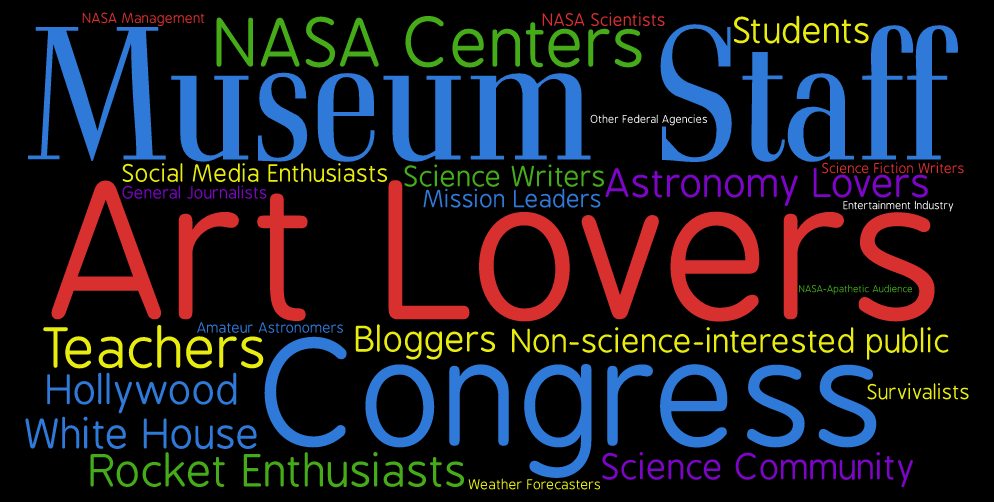 NASA Management
NASA Centers
NASA Scientists
Students
Museum Staff
Other Federal Agencies
Social Media Enthusiasts
Science Writers
Astronomy Lovers
Science Fiction Writers
General Journalists
Mission Leaders
Entertainment Industry
Art Lovers
NASA-Apathetic Audience
Amateur Astronomers
Teachers
Bloggers
Non-science-interested public
Congress
Hollywood
Survivalists
White House
Rocket Enthusiasts
Science Community
Weather Forecasters